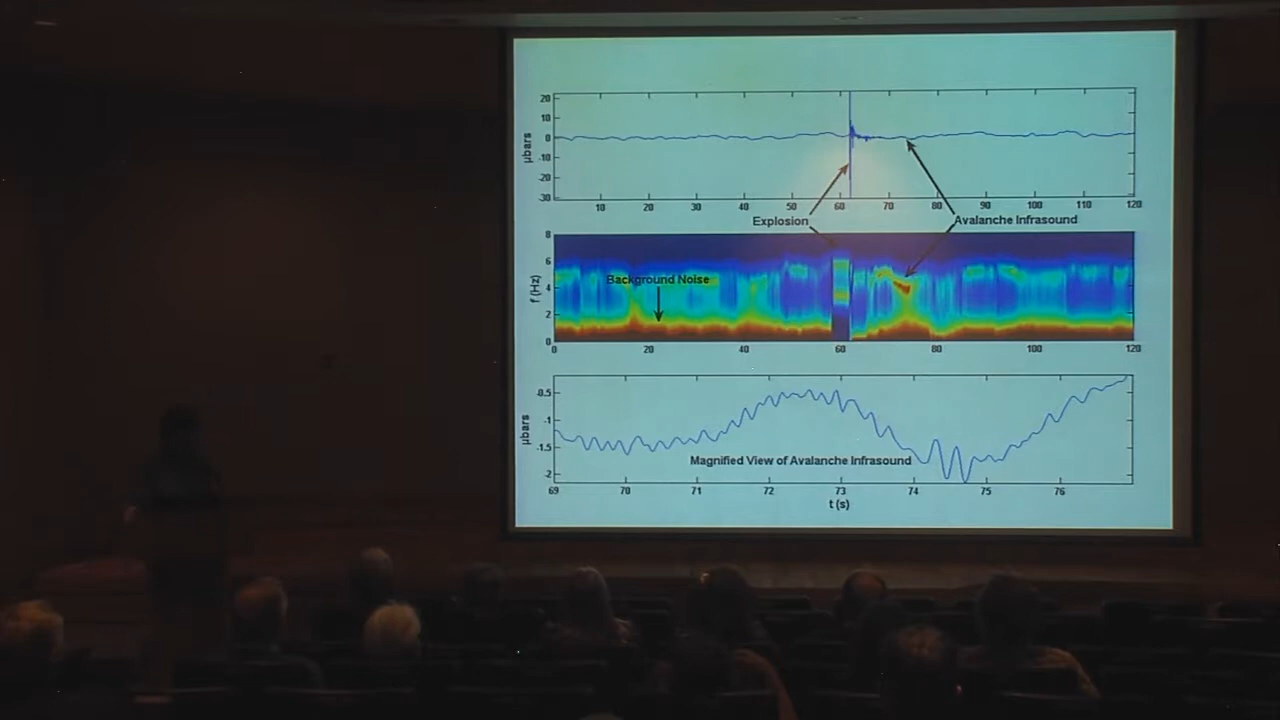 20
10
0
-10
-20
-30
μbars
10 20 30 40 50 60 70 80 90 100 110 120
Explosion
Avalanche Infrasound
8
6
4
2
0
f (Hz)
Background Noise
0 20 40 60 80 100 120
-0.5
-1
-1.5
-2
μbars
Magnified View of Avalanche Infrasound
69 70 71 72 73 74 75 76
t (s)